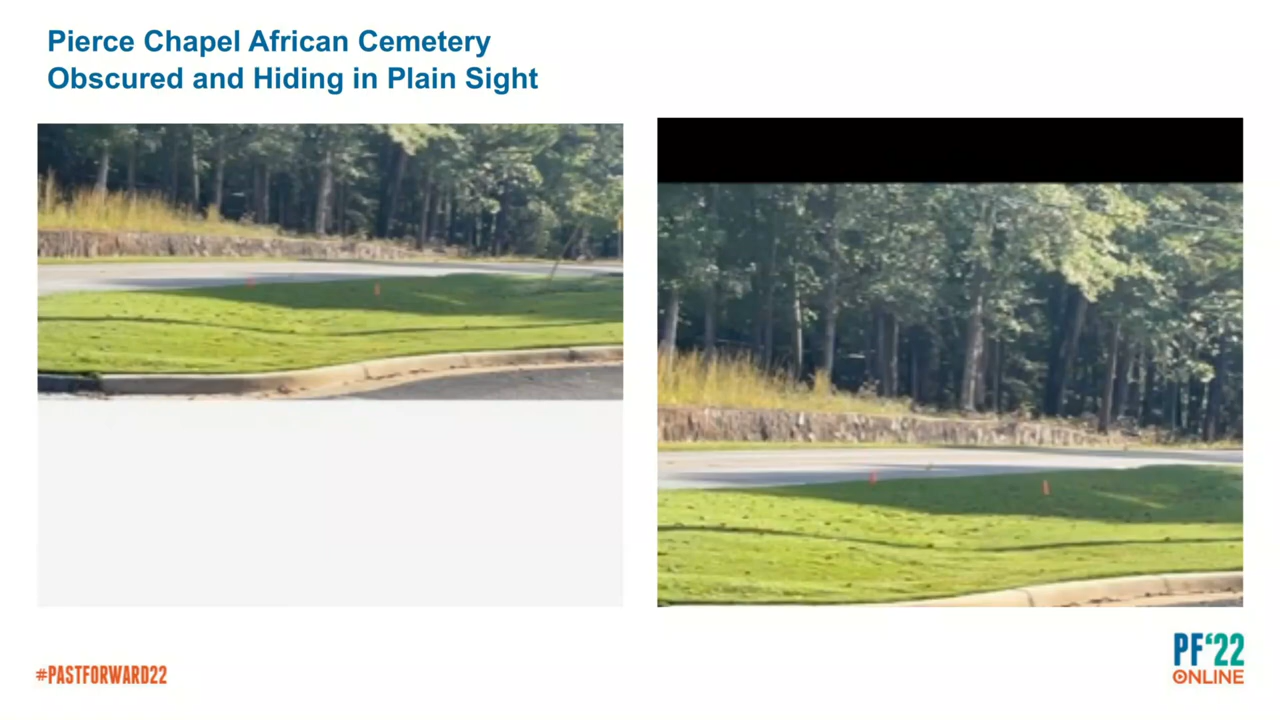 Pierce Chapel African Cemetery
Obscured and Hiding in Plain Sight
#PASTFORWARD22
PF‘22
ONLINE